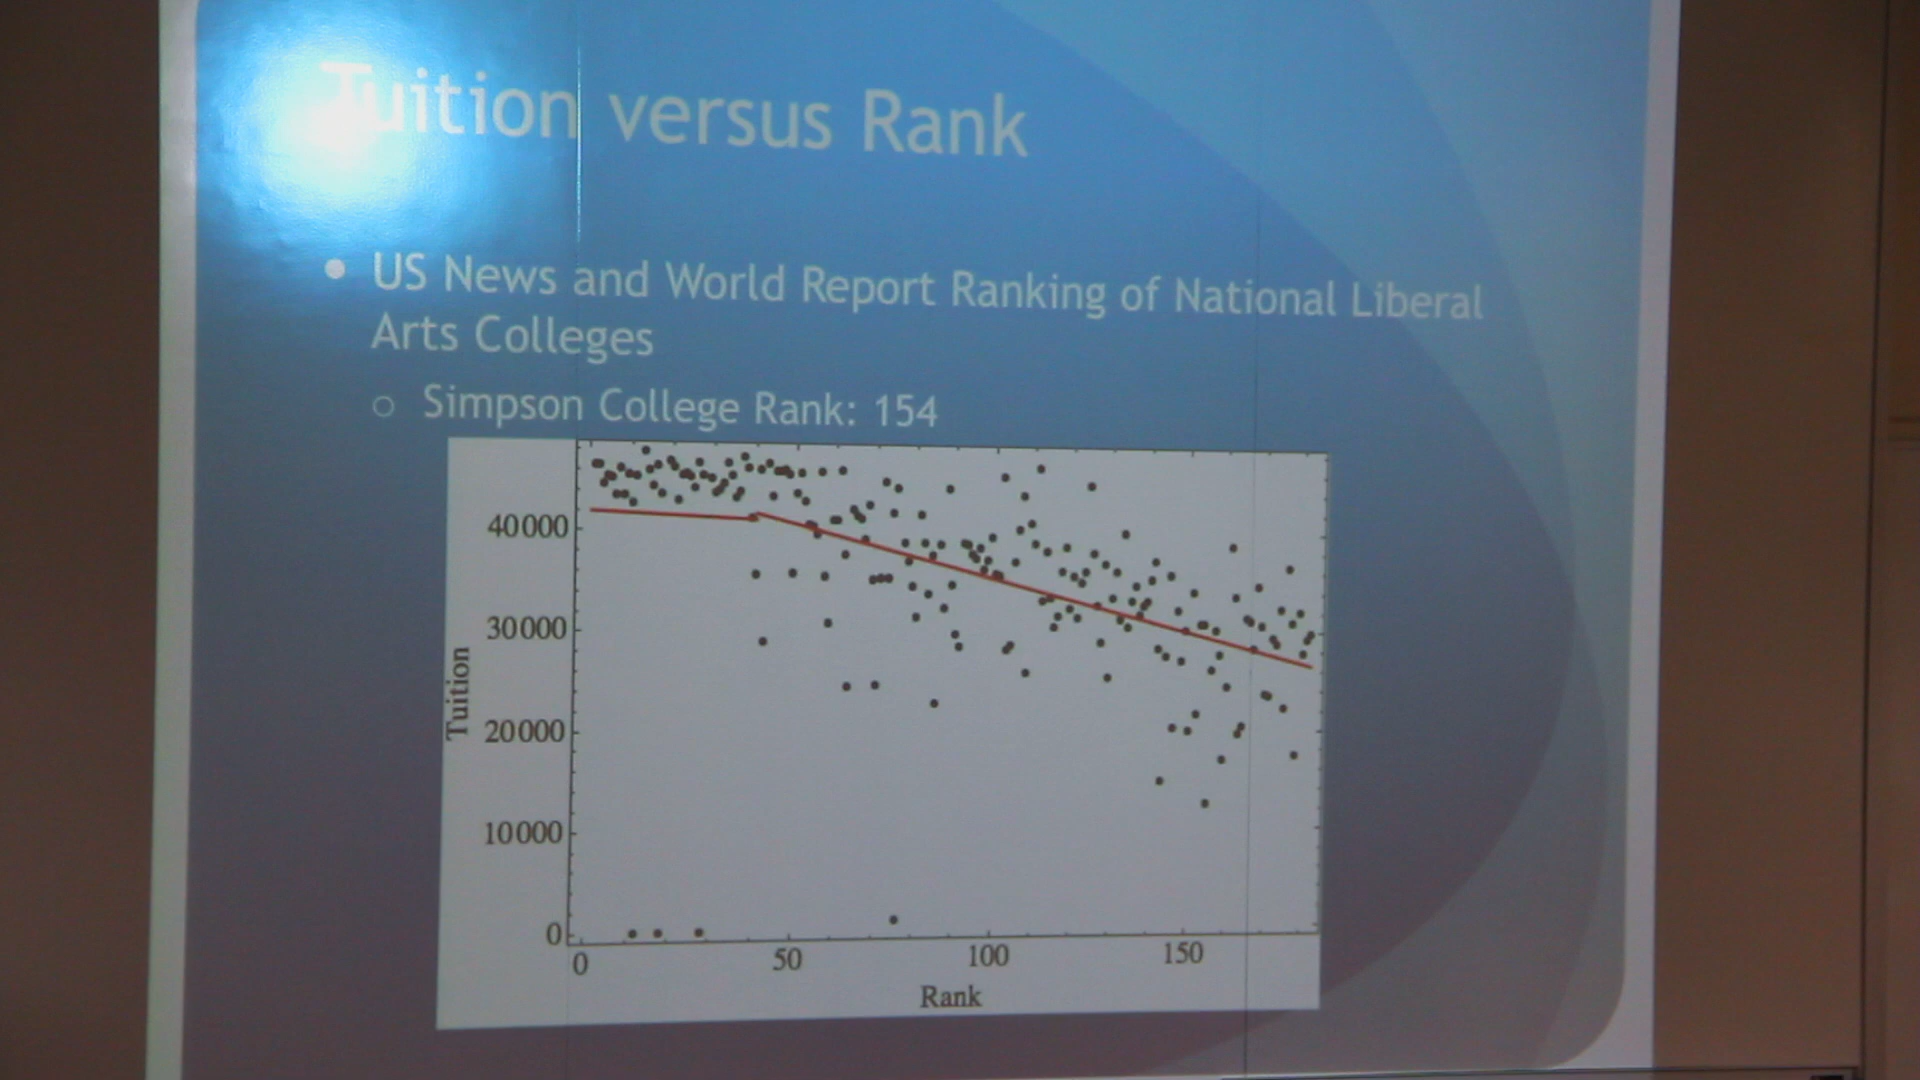 Tuition versus Rank
• US News and World Report Ranking of National Liberal
Arts Colleges
○ Simpson College Rank: 154
40000
30000
20000
10000
0
Tuition
0 50 100 150
Rank